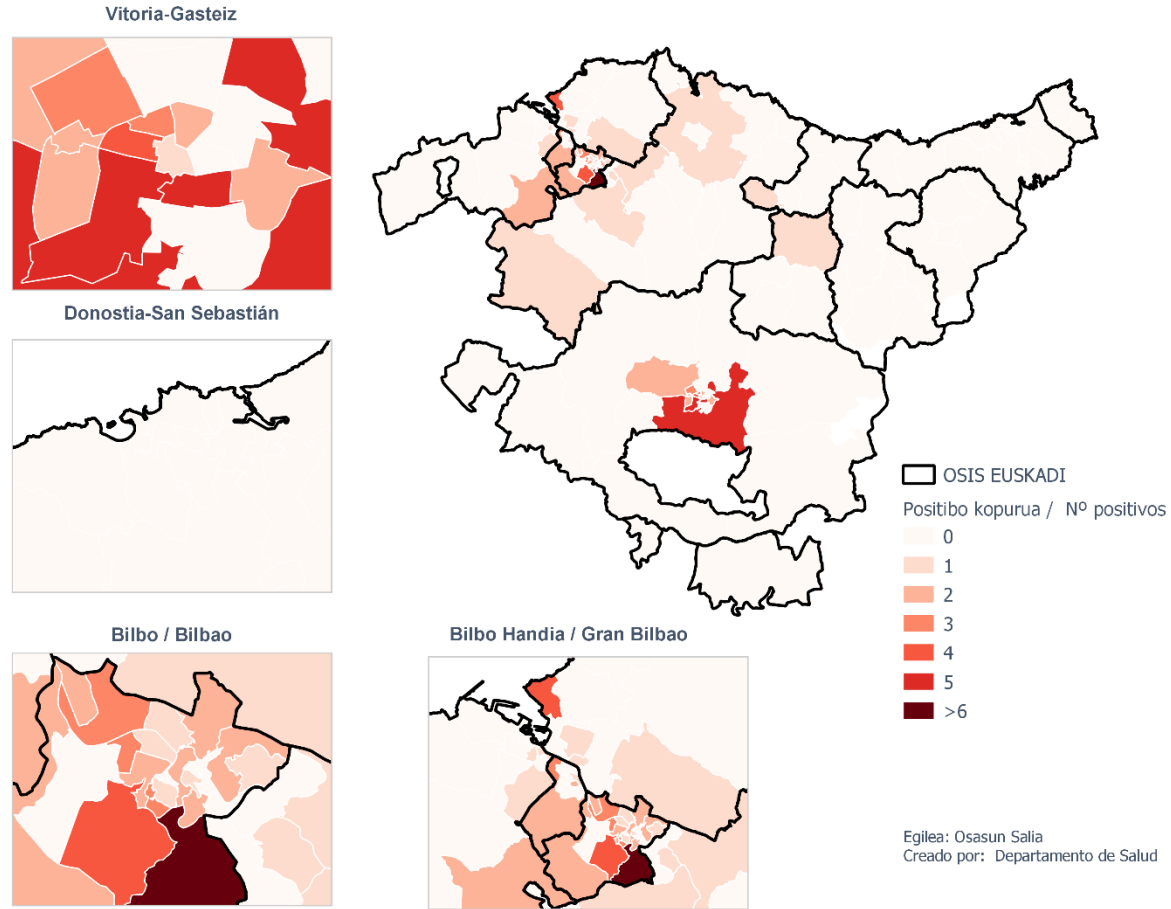 Vitoria-Gasteiz
Donostia-San Sebastián
Bilbo / Bilbao
Bilbo Handia / Gran Bilbao
OSIS EUSKADI
Positibo kopurua / Nº positivos
0
1
2
3
4
5
>6
Egilea: Osasun Salia
Creado por: Departamento de Salud